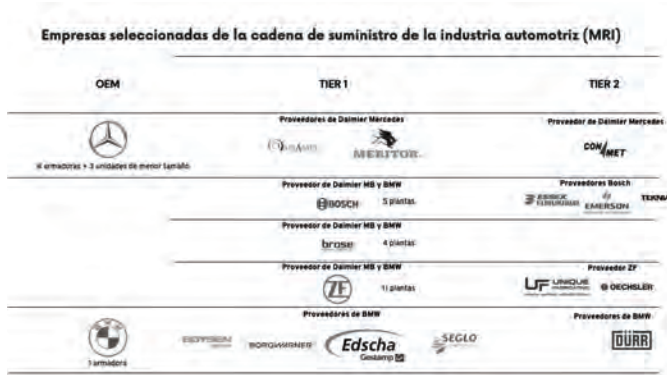 Empresas seleccionadas de la cadena de suministro de la industria automotriz (MRI)
OEM TIER 1 TIER 2
Proveedores de Daimler Mercedes Proveedor de Daimler Mercedes
MERITOR CONMET
armadoras + 3 unidades de menor tamaño
Proveedor de Daimler MB y BMW Proveedores Bosch
BOSCH 5 plantas ESSEX EMERSON
Proveedor de Daimler MB y BMW
brose 4 plantas
Proveedor de Daimler MB y BMW Proveedor ZF
ZF 11 plantas UF UNIQUE OECHSLER
Proveedores de BMW Proveedores de BMW
BMW BORGWARNER Edscha SEGLO DÜRR
Gestamp
1 armadora